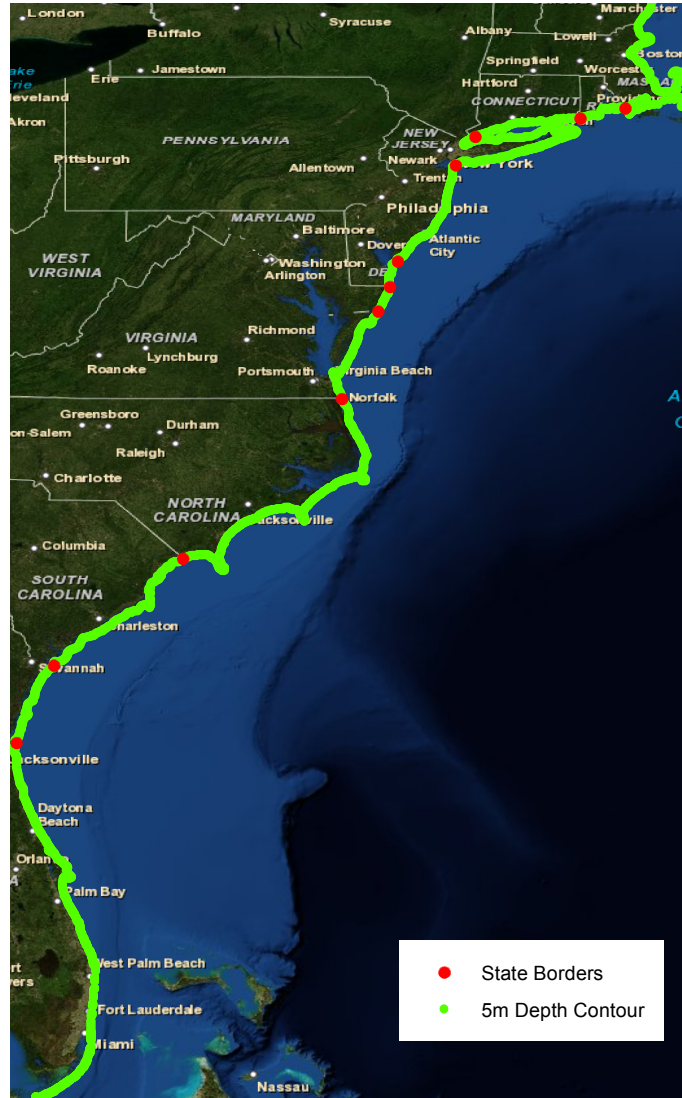 London
Buffalo
Syracuse
Albany
Manchester
Lowell
Boston
Springfield
Worcester
Hartford
Jamestown
Erie
Akron
CONNECTICUT
PENNSYLVANIA
NEW
JERSEY
Newark
New York
Pittsburgh
Allentown
Trenton
Philadelphia
MARYLAND
Baltimore
Dover
Atlantic
City
WEST
VIRGINIA
Washington
Arlington
VIRGINIA
Richmond
Lynchburg
Roanoke
Portsmouth
Virginia Beach
Norfolk
Greensboro
Durham
Raleigh
Charlotte
NORTH
CAROLINA
Jacksonville
Columbia
SOUTH
CAROLINA
Charleston
Savannah
Jacksonville
Daytona
Beach
Orlando
Palm Bay
West Palm Beach
Fort Lauderdale
Miami
Nassau
State Borders
5m Depth Contour